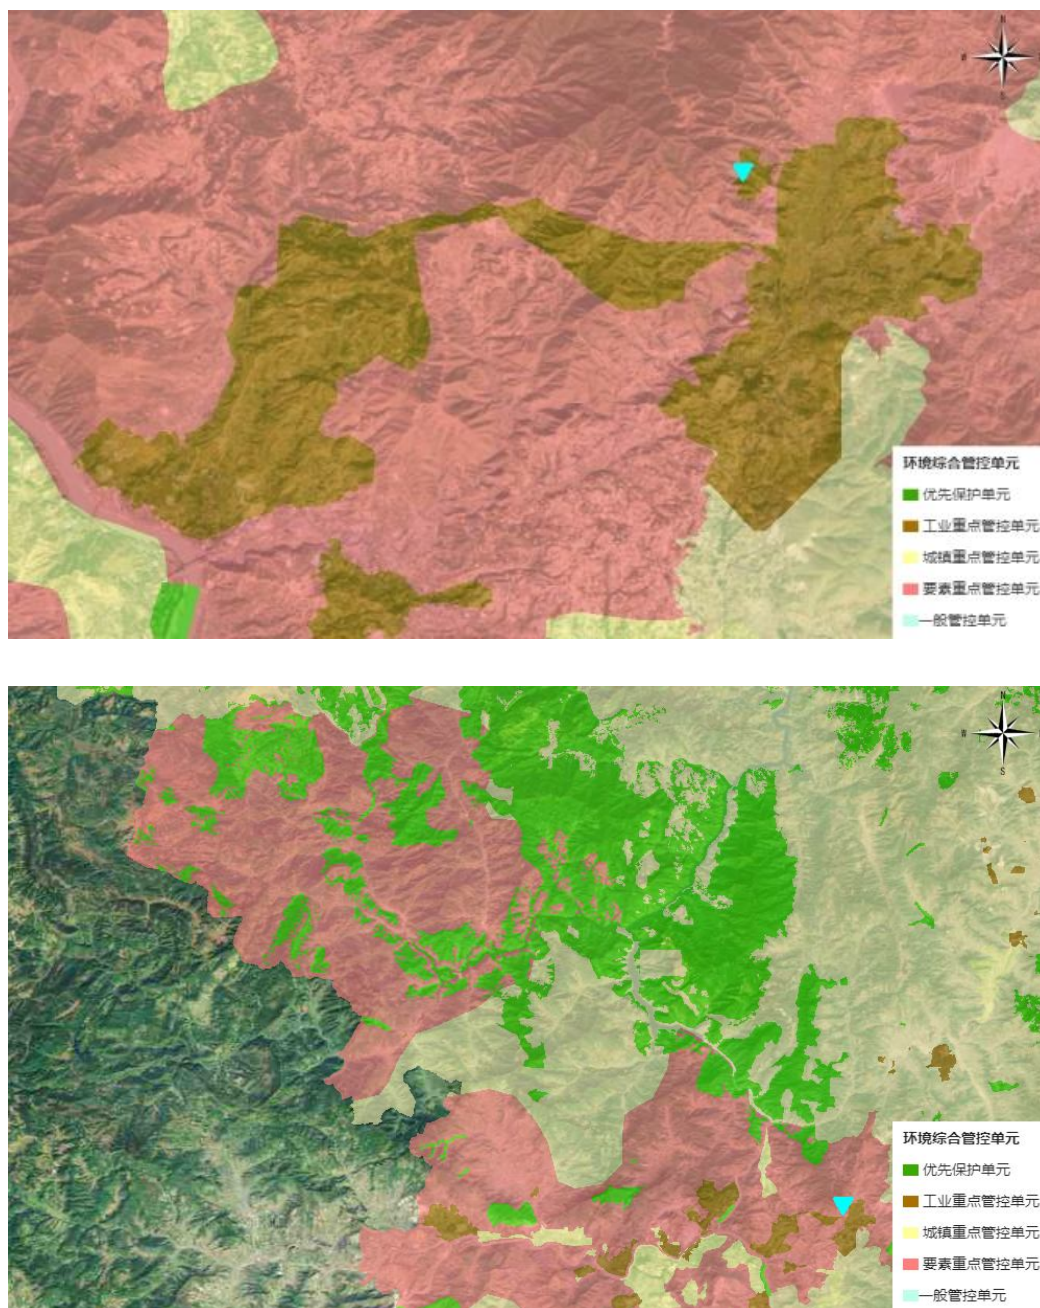 N
环境综合管控单元
优先保护单元
工业重点管控单元
城镇重点管控单元
要素重点管控单元
一般管控单元
N
W
S
环境综合管控单元
优先保护单元
工业重点管控单元
城镇重点管控单元
要素重点管控单元
一般管控单元